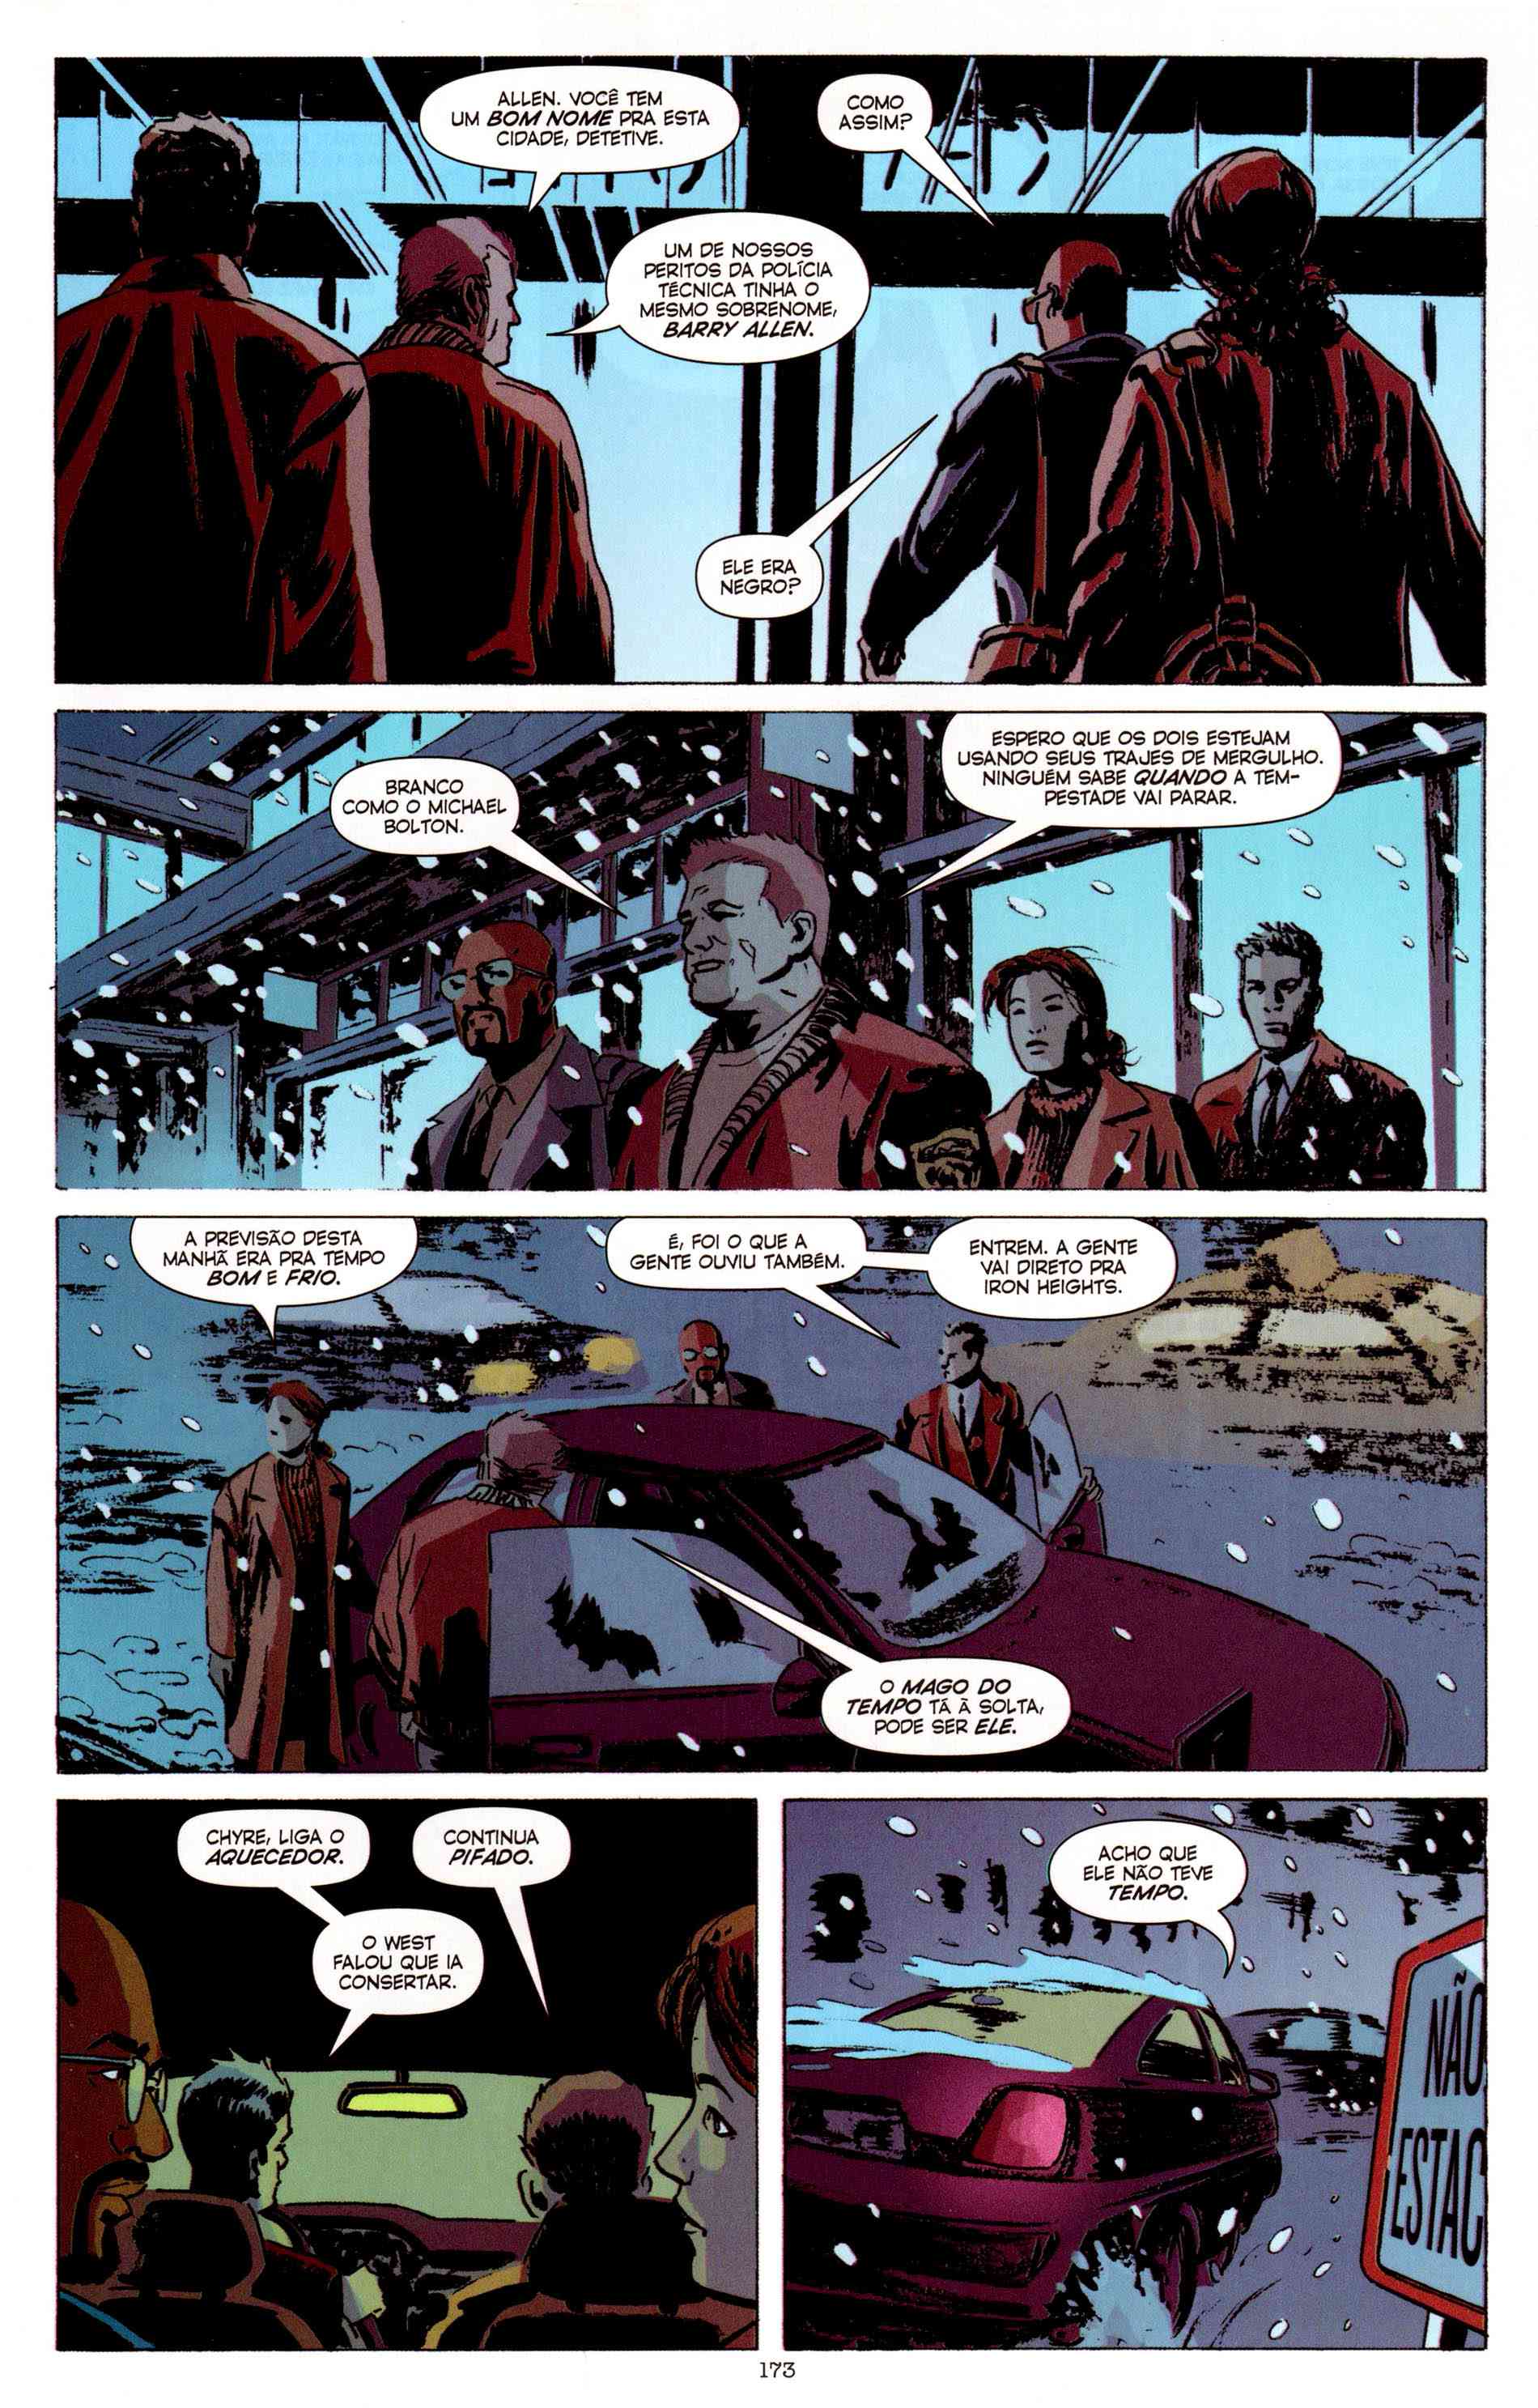 ALLEN. VOCÊ TEM
UM BOM NOME PRA ESTA
CIDADE, DETETIVE.
COMO
ASSIM?
UM DE NOSSOS
PERITOS DA POLÍCIA
TÉCNICA TINHA O
MESMO SOBRENOME,
BARRY ALLEN.
ELE ERA
NEGRO?
BRANCO
COMO O MICHAEL
BOLTON.
ESPERO QUE OS DOIS ESTEJAM
USANDO SEUS TRAJES DE MERGULHO.
NINGUÉM SABE QUANDO A TEM-
PESTADE VAI PARAR.
A PREVISÃO DESTA
MANHÃ ERA PRA TEMPO
BOM E FRIO.
É, FOI O QUE A
GENTE OUVIU TAMBÉM.
ENTREM. A GENTE
VAI DIRETO PRA
IRON HEIGHTS.
O MAGO DO
TEMPO TÁ À SOLTA,
PODE SER ELE.
CHYRE, LIGA O
AQUECEDOR.
CONTINUA
PIFADO.
O WEST
FALOU QUE IA
CONSERTAR.
ACHO QUE
ELE NÃO TEVE
TEMPO.
NÃO
ESTAC
173